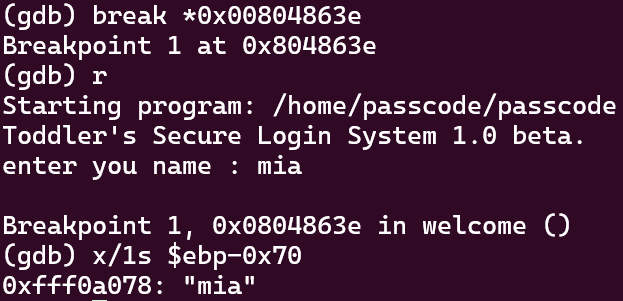 (gdb) break *0x00804863e
Breakpoint 1 at 0x804863e
(gdb) r
Starting program: /home/passcode/passcode
Toddler's Secure Login System 1.0 beta.
enter you name : mia
Breakpoint 1, 0x0804863e in welcome ()
(gdb) x/1s $ebp-0x70
0xfff0a078: "mia"